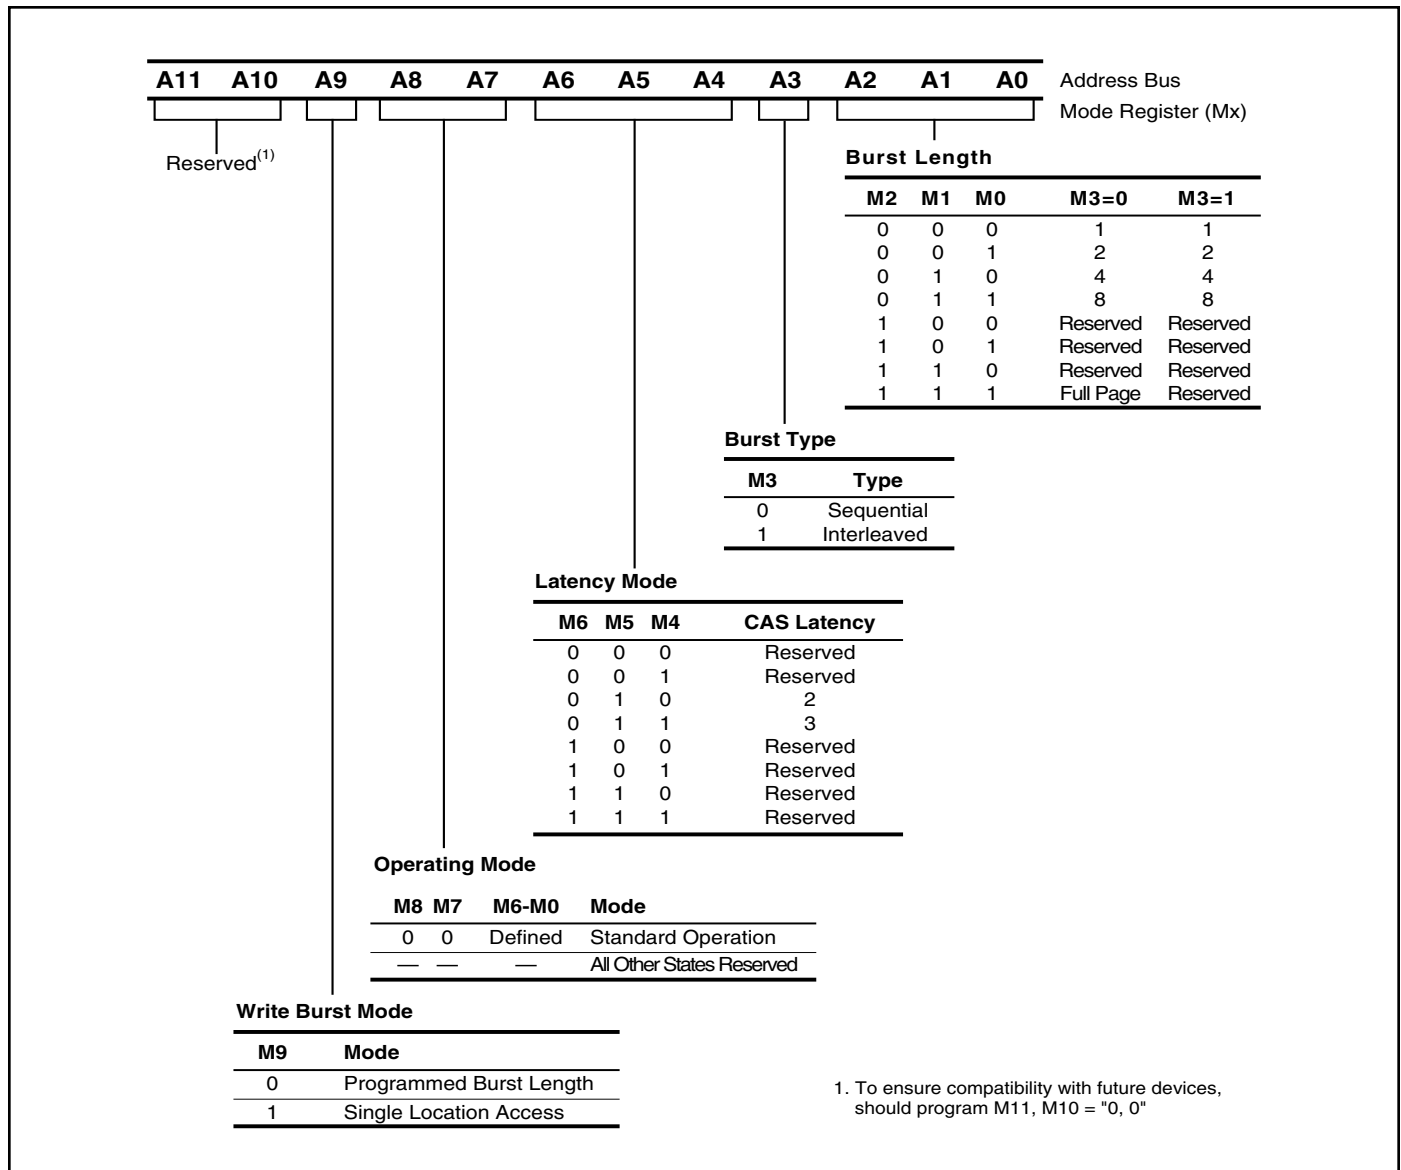 A11 A10 A9 A8 A7 A6 A5 A4 A3 A2 A1 A0 Address Bus
Mode Register (Mx)
Reserved(1)
Burst Length
M2 M1 M0 M3=0 M3=1
0 0 0 1 1
0 0 1 2 2
0 1 0 4 4
0 1 1 8 8
1 0 0 Reserved Reserved
1 0 1 Reserved Reserved
1 1 0 Reserved Reserved
1 1 1 Full Page Reserved
Burst Type
M3 Type
0 Sequential
1 Interleaved
Latency Mode
M6 M5 M4 CAS Latency
0 0 0 Reserved
0 0 1 Reserved
0 1 0 2
0 1 1 3
1 0 0 Reserved
1 0 1 Reserved
1 1 0 Reserved
1 1 1 Reserved
Operating Mode
M8 M7 M6-M0 Mode
0 0 Defined Standard Operation
— — — All Other States Reserved
Write Burst Mode
M9 Mode
0 Programmed Burst Length
1 Single Location Access
1. To ensure compatibility with future devices,
should program M11, M10 = "0, 0"